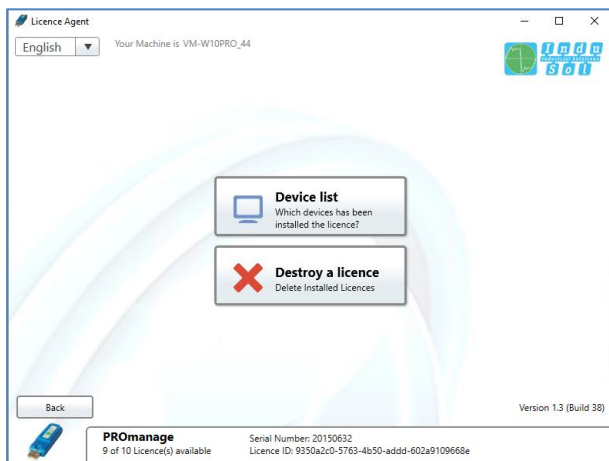 Licence Agent
English
Your Machine is VM-W10PRO_44
Indu
Industrial Solutions
Sol
Device list
Which devices has been
installed the licence?
Destroy a licence
Delete Installed Licences
Back
Version 1.3 (Build 38)
PROmanage
9 of 10 Licence(s) available
Serial Number: 20150632
Licence ID: 9350a2c0-5763-4b50-addd-602a9109668e